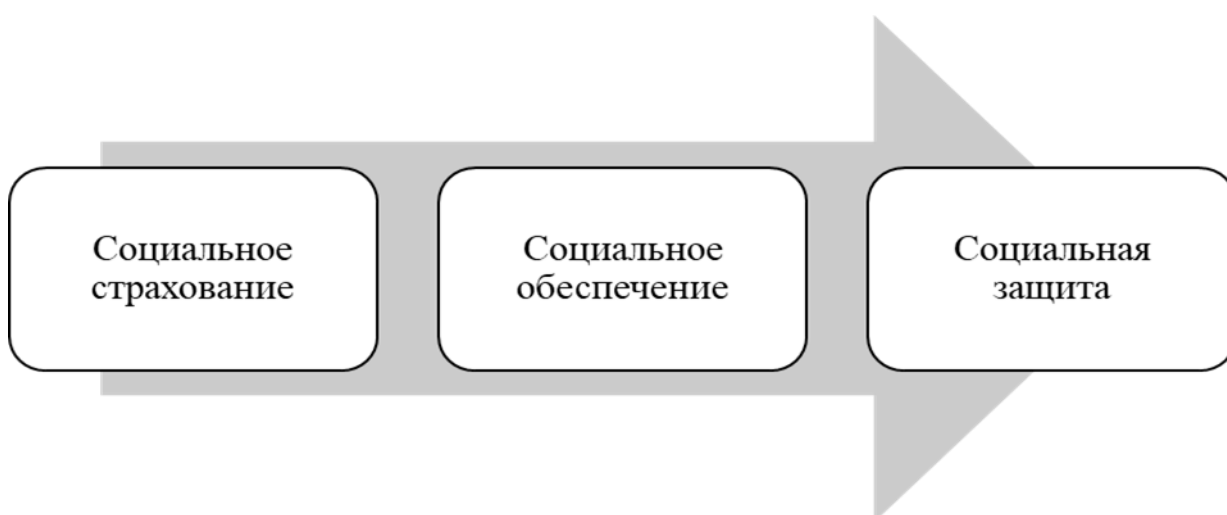 Социальное
страхование
Социальное
обеспечение
Социальная
защита